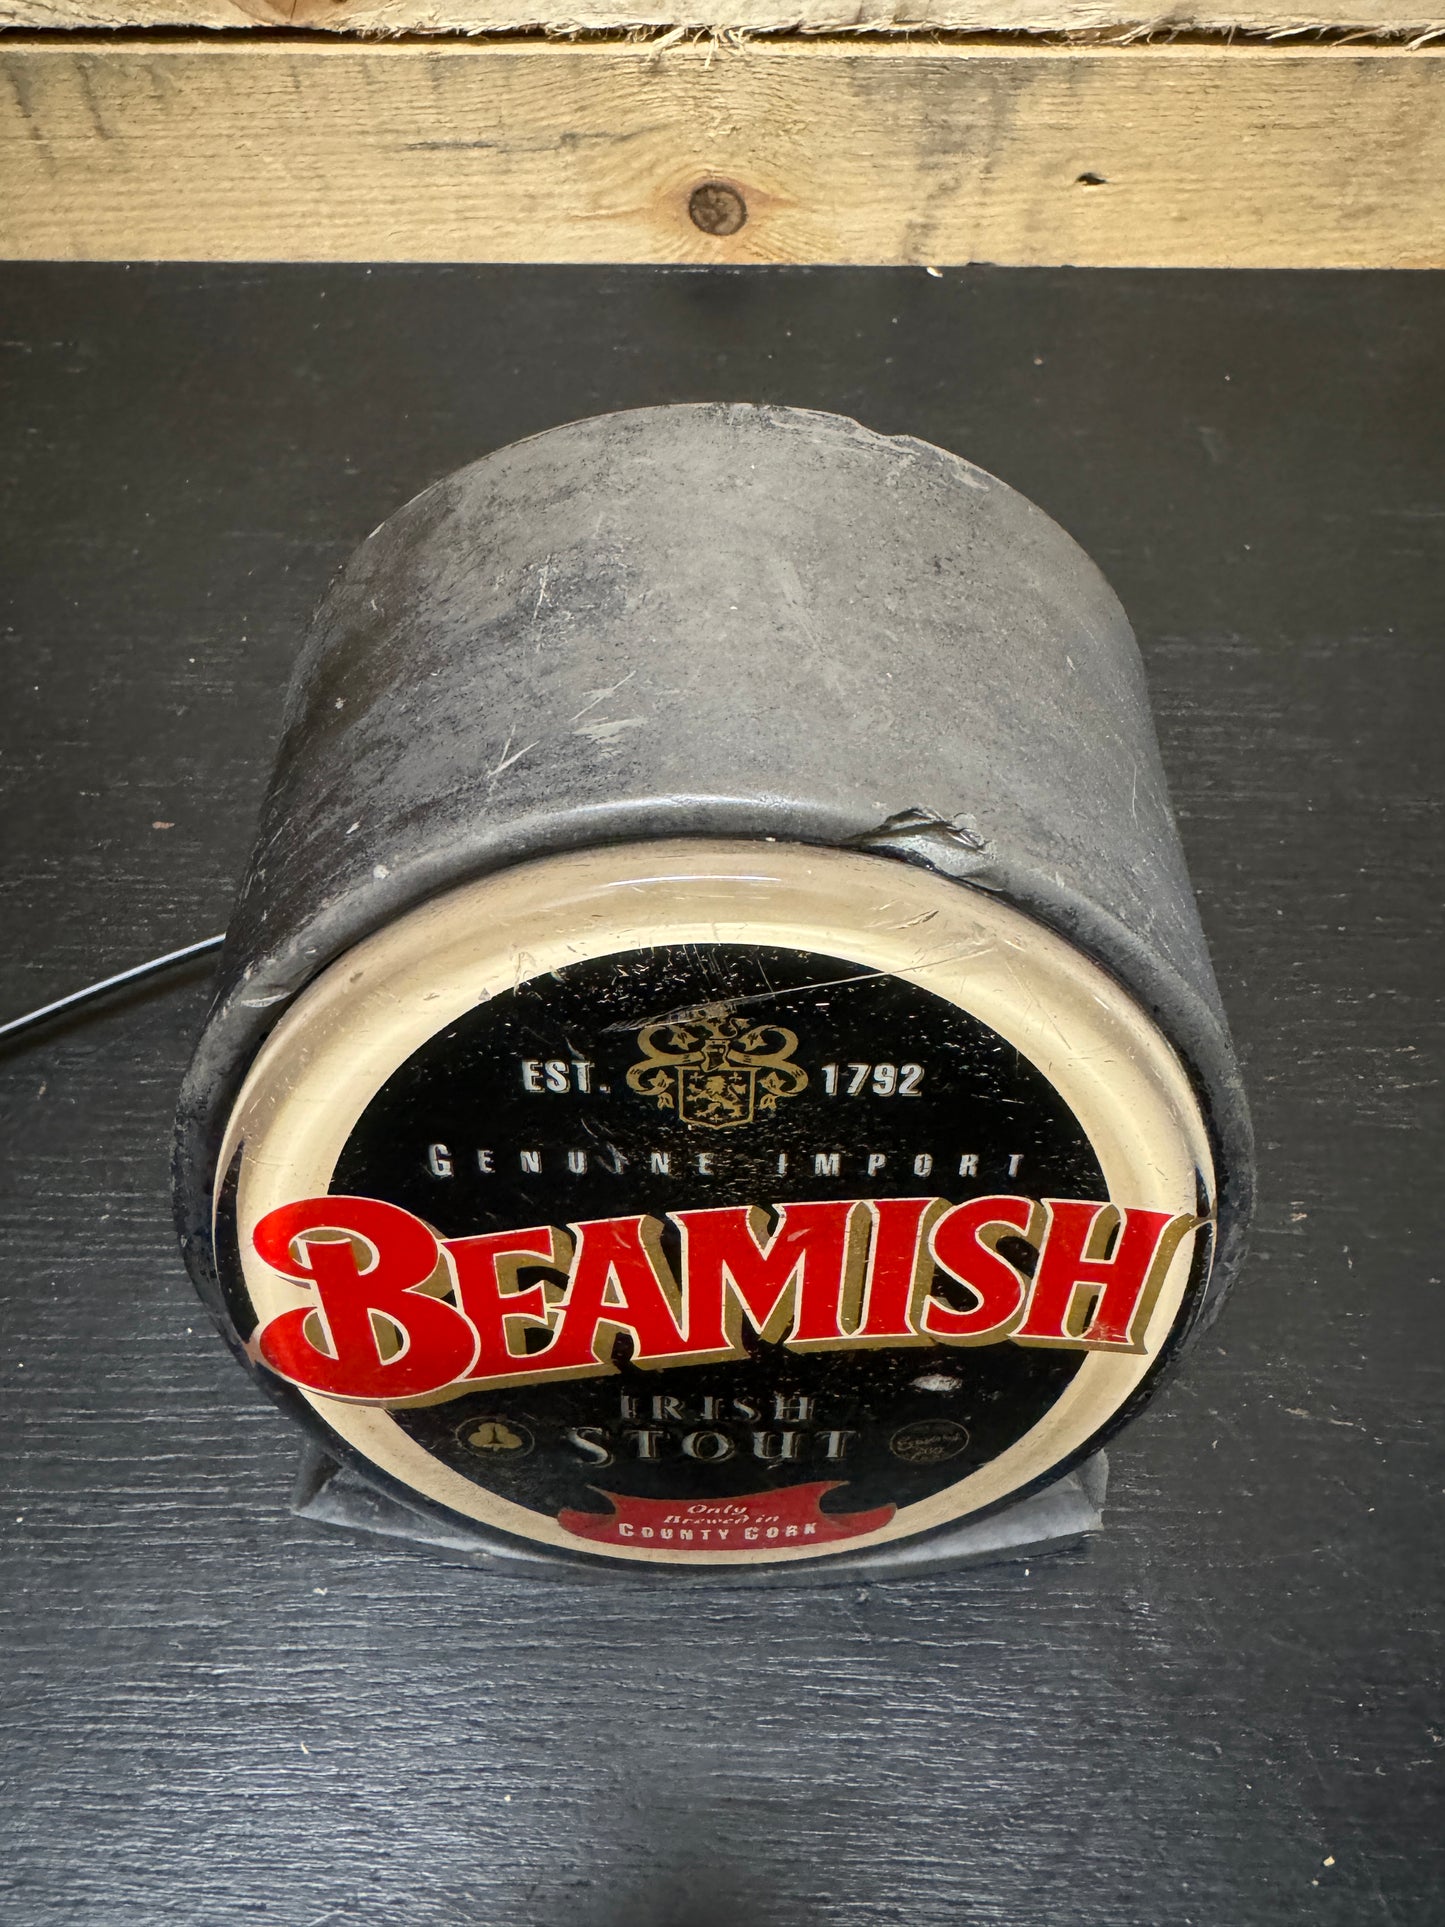 EST. 1792
GENUINE IMPORT
BEAMISH
IRISH
STOUT
Only
Brewed in
COUNTY CORK